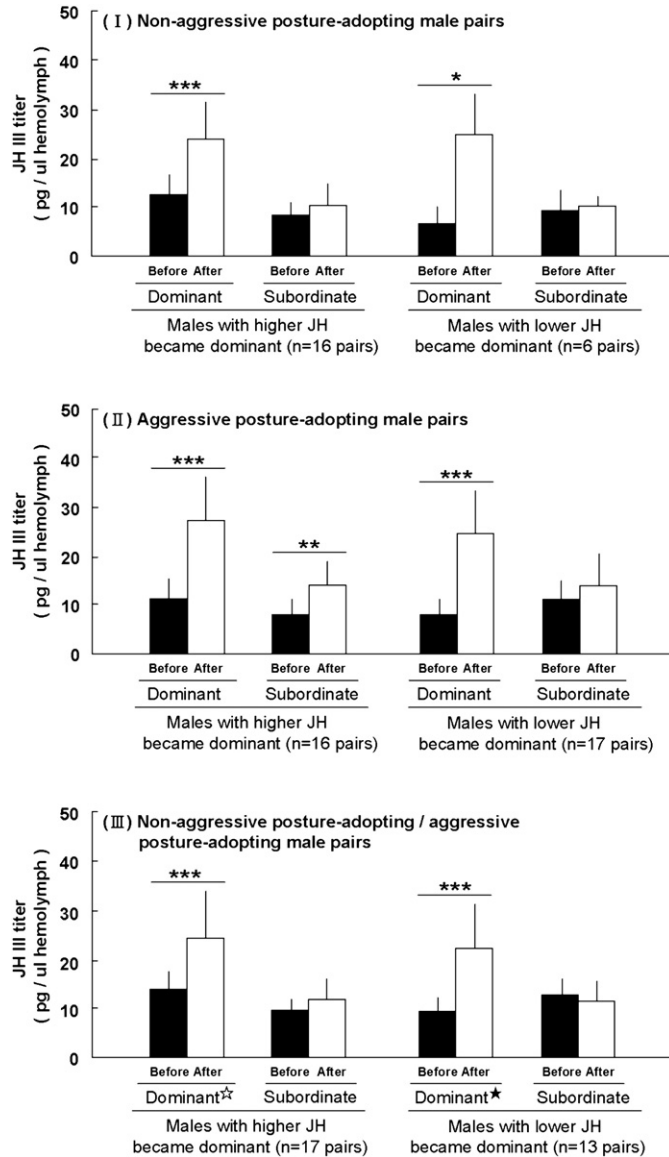 ( I ) Non-aggressive posture-adopting male pairs
JH III titer
( pg / ul hemolymph )
50
40
30
20
10
0
*** *
Before After Before After Before After Before After
Dominant Subordinate Dominant Subordinate
Males with higher JH Males with lower JH
became dominant (n=16 pairs) became dominant (n=6 pairs)
( II ) Aggressive posture-adopting male pairs
JH III titer
( pg / ul hemolymph )
50
40
30
20
10
0
*** ** ***
Before After Before After Before After Before After
Dominant Subordinate Dominant Subordinate
Males with higher JH Males with lower JH
became dominant (n=16 pairs) became dominant (n=17 pairs)
( III ) Non-aggressive posture-adopting / aggressive
posture-adopting male pairs
JH III titer
( pg / ul hemolymph )
50
40
30
20
10
0
*** ***
Before After Before After Before After Before After
Dominant☆ Subordinate Dominant★ Subordinate
Males with higher JH Males with lower JH
became dominant (n=17 pairs) became dominant (n=13 pairs)